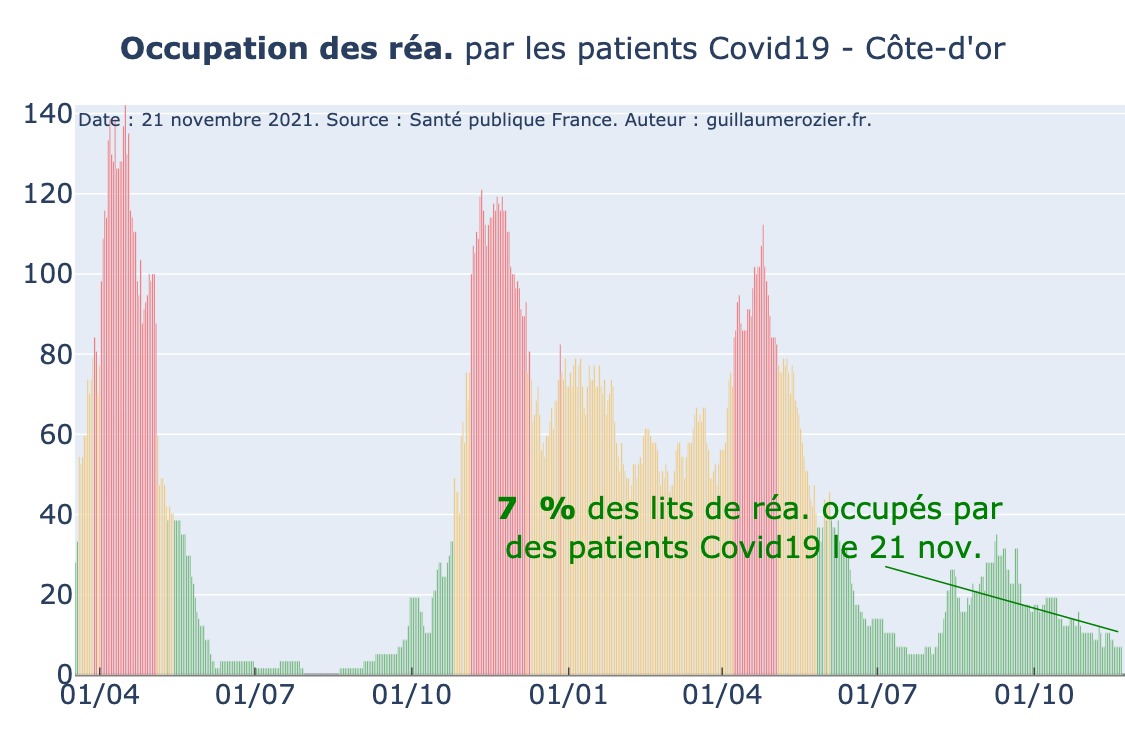 Occupation des réa. par les patients Covid19 - Côte-d'or
Date : 21 novembre 2021. Source : Santé publique France. Auteur : guillaumerozier.fr.
140
120
100
80
60
40
20
0
7 % des lits de réa. occupés par
des patients Covid19 le 21 nov.
01/04 01/07 01/10 01/01 01/04 01/07 01/10